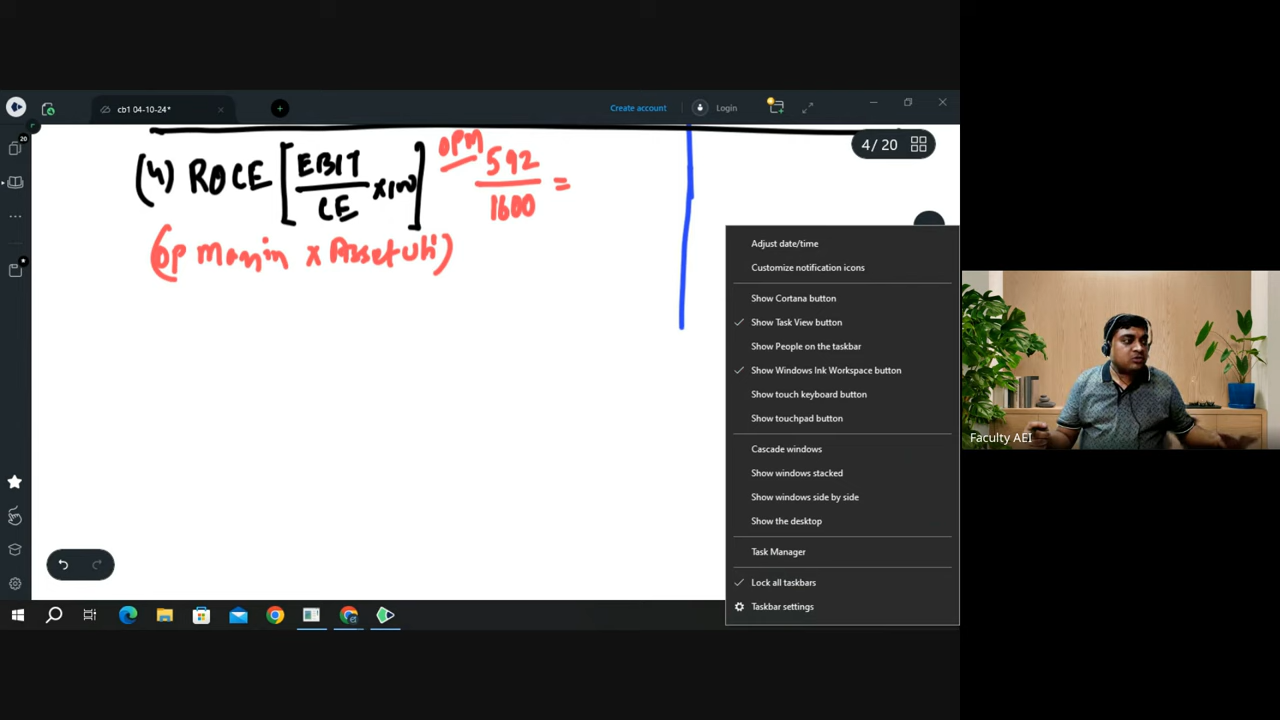 cb1 04-10-24*
Create account
Login
20
4/20
(4) ROCE [EBIT/CE ×100] OPM 592/1600 =
(op Margin × Asset Uti)
Adjust date/time
Customize notification icons
Show Cortana button
Show Task View button
Show People on the taskbar
Show Windows Ink Workspace button
Show touch keyboard button
Show touchpad button
Cascade windows
Show windows stacked
Show windows side by side
Show the desktop
Task Manager
Lock all taskbars
Taskbar settings
Faculty AEI